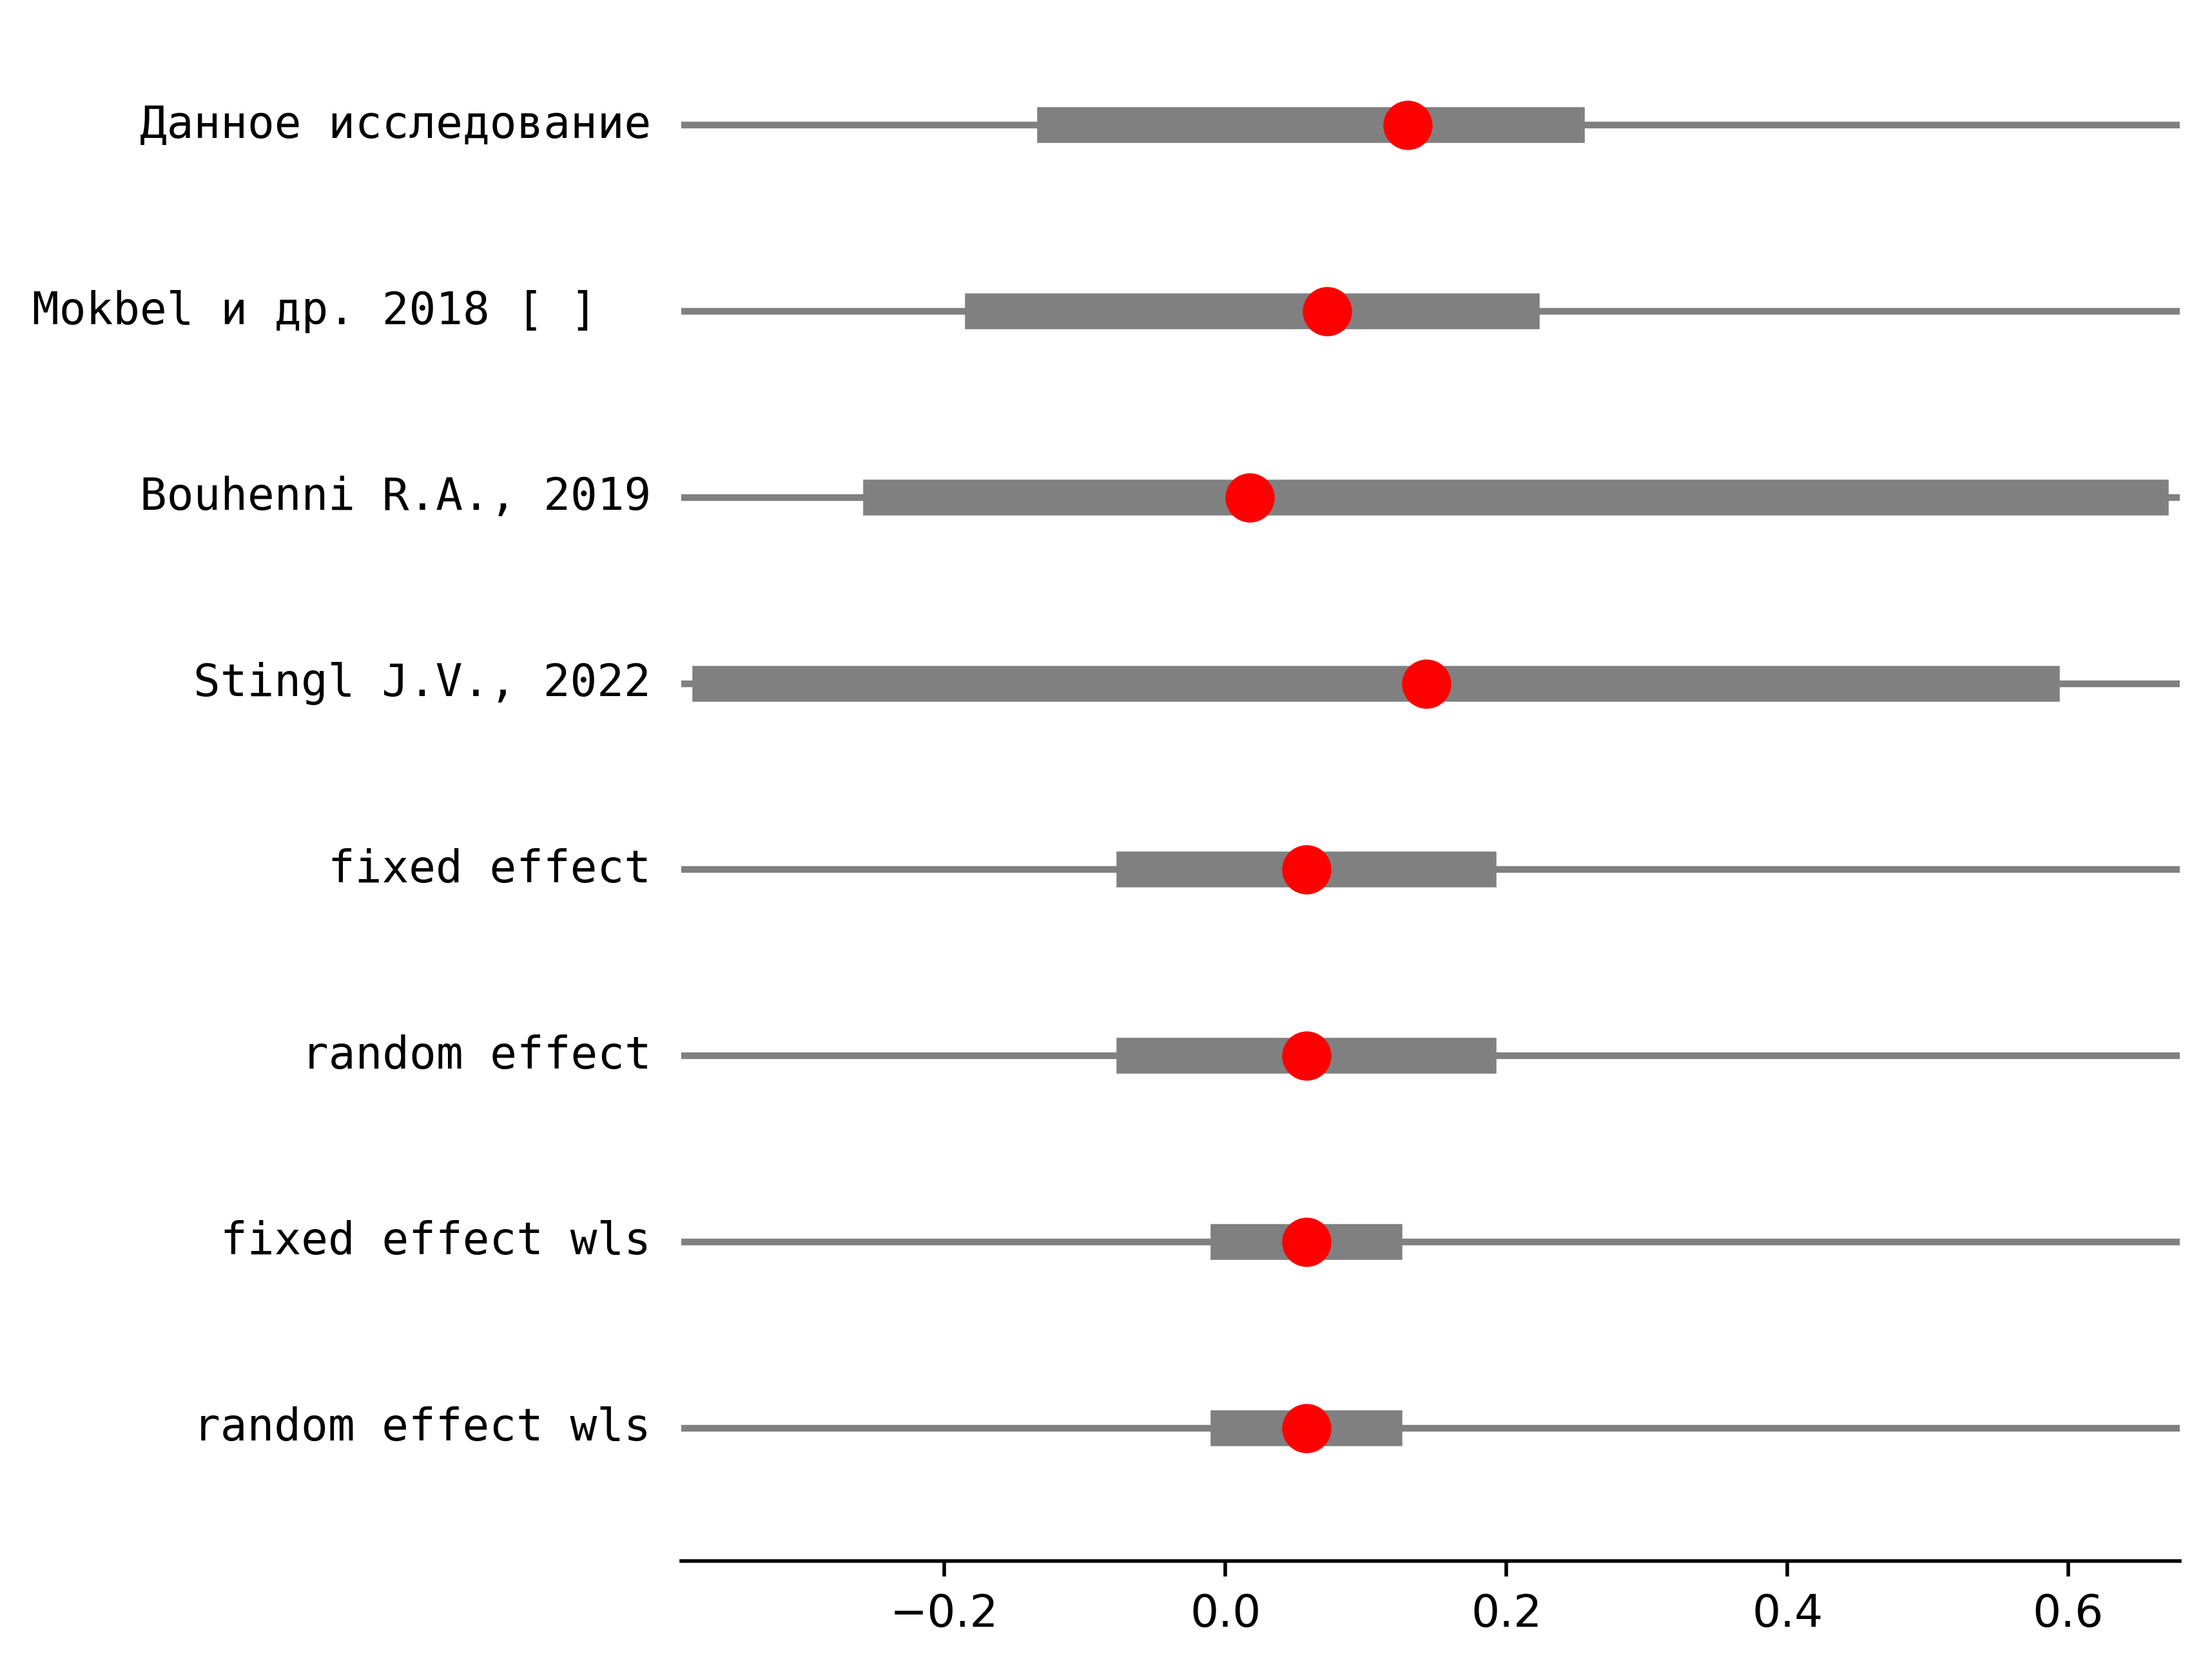 Данное исследование
Mokbel и др. 2018 [ ]
Bouhenni R.A., 2019
Stingl J.V., 2022
fixed effect
random effect
fixed effect wls
random effect wls
−0.2 0.0 0.2 0.4 0.6